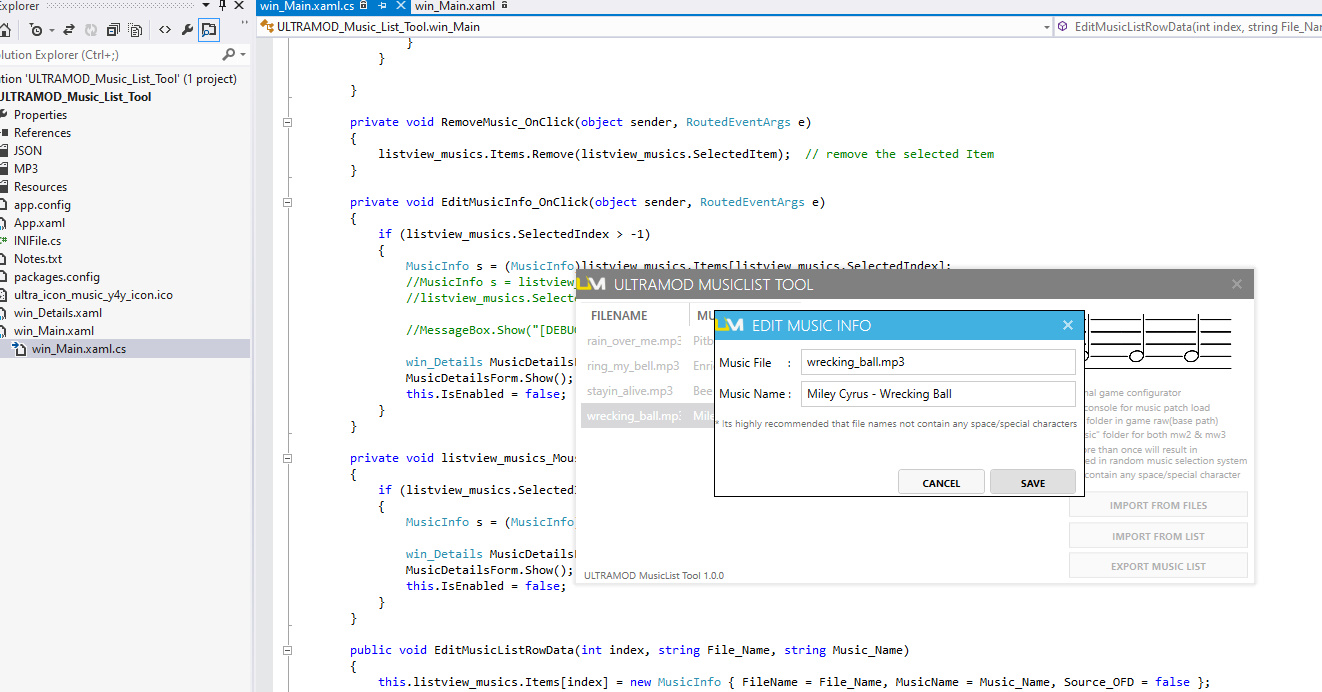 Explorer
win_Main.xaml.cs
win_Main.xaml
ULTRAMOD_Music_List_Tool.win_Main
EditMusicListRowData(int index, string File_Nar
olution Explorer (Ctrl+;)
ution 'ULTRAMOD_Music_List_Tool' (1 project)
ULTRAMOD_Music_List_Tool
Properties
References
JSON
MP3
Resources
app.config
App.xaml
INIFile.cs
Notes.txt
packages.config
ultra_icon_music_y4y_icon.ico
win_Details.xaml
win_Main.xaml
win_Main.xaml.cs
}
}
}
private void RemoveMusic_OnClick(object sender, RoutedEventArgs e)
{
listview_musics.Items.Remove(listview_musics.SelectedItem);  // remove the selected Item
}
private void EditMusicInfo_OnClick(object sender, RoutedEventArgs e)
{
if (listview_musics.SelectedIndex > -1)
{
MusicInfo s = (MusicInfo)listview_musics.Items[listview_musics.SelectedIndex];
//MusicInfo s = listview_
//listview_musics.Selecte
//MessageBox.Show("[DEBUG
win_Details MusicDetailsF
MusicDetailsForm.Show();
this.IsEnabled = false;
}
}
private void listview_musics_Mous
{
if (listview_musics.SelectedI
{
MusicInfo s = (MusicInfo)
win_Details MusicDetailsF
MusicDetailsForm.Show();
this.IsEnabled = false;
}
}
public void EditMusicListRowData(int index, string File_Name, string Music_Name)
{
this.listview_musics.Items[index] = new MusicInfo { FileName = File_Name, MusicName = Music_Name, Source_OFD = false };
UM ULTRAMOD MUSICLIST TOOL
FILENAME
MU
rain_over_me.mp3 Pitb
ring_my_bell.mp3 Enri
stayin_alive.mp3 Bee
wrecking_ball.mp3 Mile
UM EDIT MUSIC INFO
Music File :
wrecking_ball.mp3
Music Name :
Miley Cyrus - Wrecking Ball
* Its highly recommended that file names not contain any space/special characters
CANCEL
SAVE
nal game configurator
console for music patch load
folder in game raw(base path)
sic" folder for both mw2 & mw3
ore than once will result in
ed in random music selection system
contain any space/special character
IMPORT FROM FILES
IMPORT FROM LIST
EXPORT MUSIC LIST
ULTRAMOD MusicList Tool 1.0.0